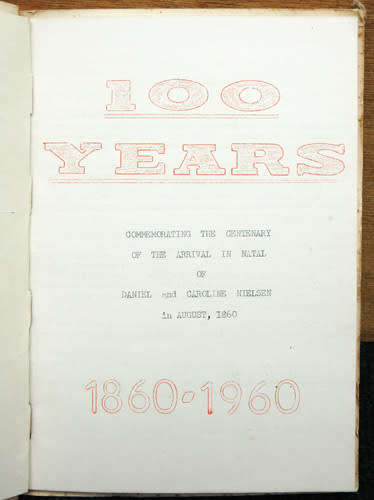 100
YEARS
COMMEMORATING THE CENTENARY
OF THE ARRIVAL IN NATAL
OF
DANIEL and CAROLINE NIELSEN
in AUGUST, 1860
1860-1960